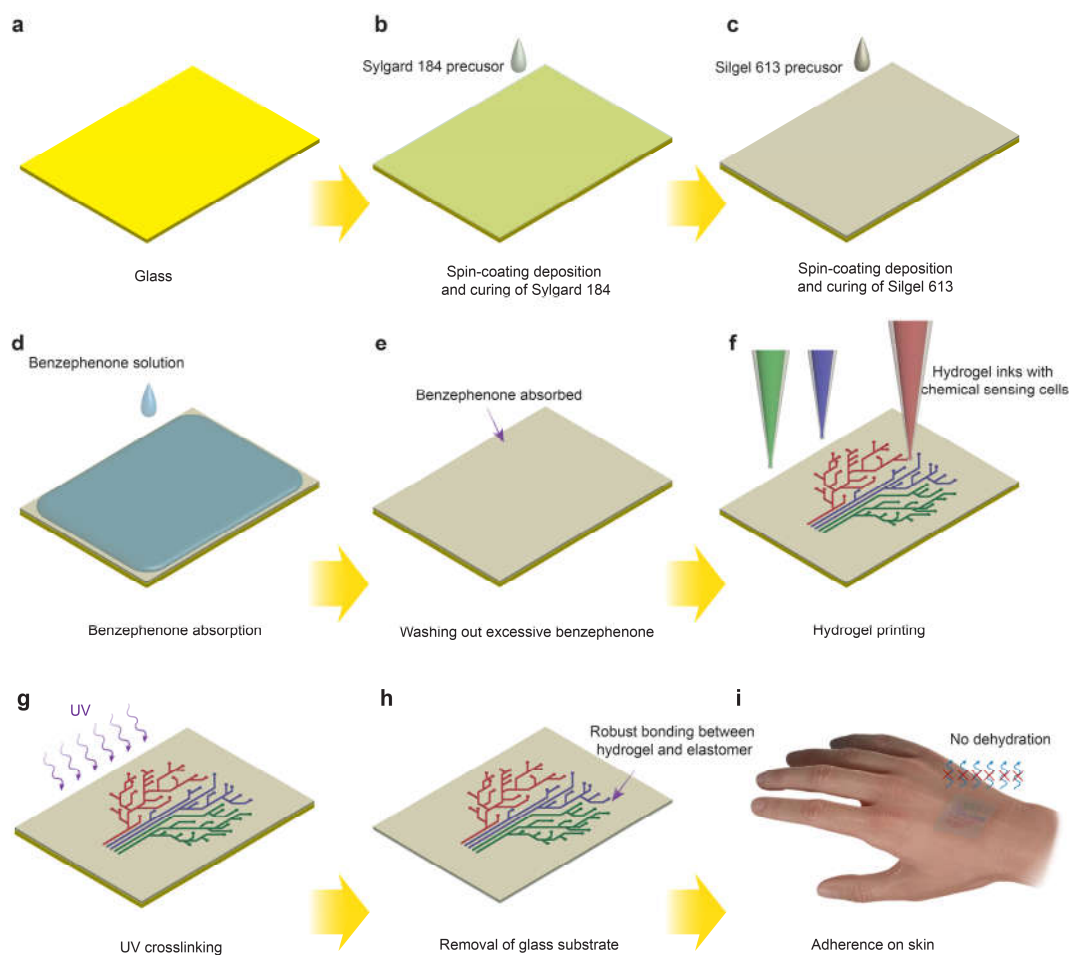 a
b
c
Sylgard 184 precusor
Silgel 613 precusor
Glass
Spin-coating deposition
and curing of Sylgard 184
Spin-coating deposition
and curing of Silgel 613
d
e
f
Benzephenone solution
Benzephenone absorbed
Hydrogel inks with
chemical sensing cells
Benzephenone absorption
Washing out excessive benzephenone
Hydrogel printing
g
h
i
UV
Robust bonding between
hydrogel and elastomer
No dehydration
UV crosslinking
Removal of glass substrate
Adherence on skin